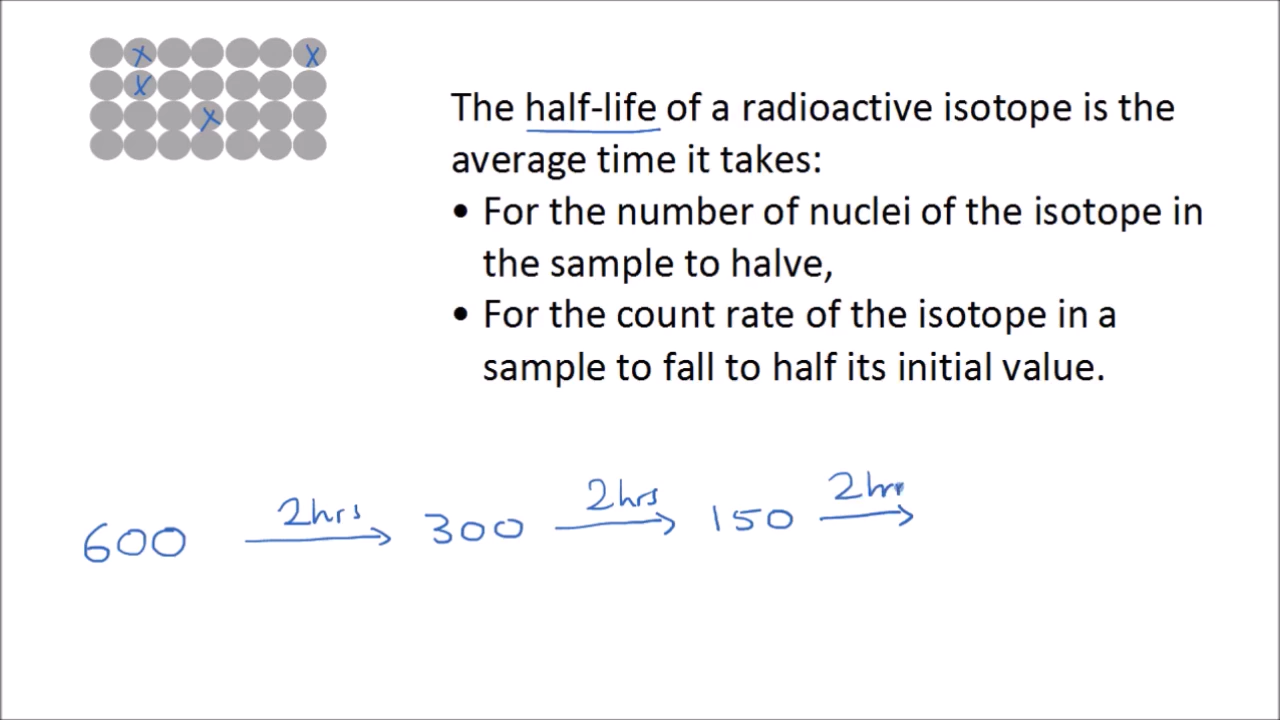 x x
x
x
The half-life of a radioactive isotope is the
average time it takes:
• For the number of nuclei of the isotope in
the sample to halve,
• For the count rate of the isotope in a
sample to fall to half its initial value.
600 2hrs → 300 2hrs → 150 2hr →